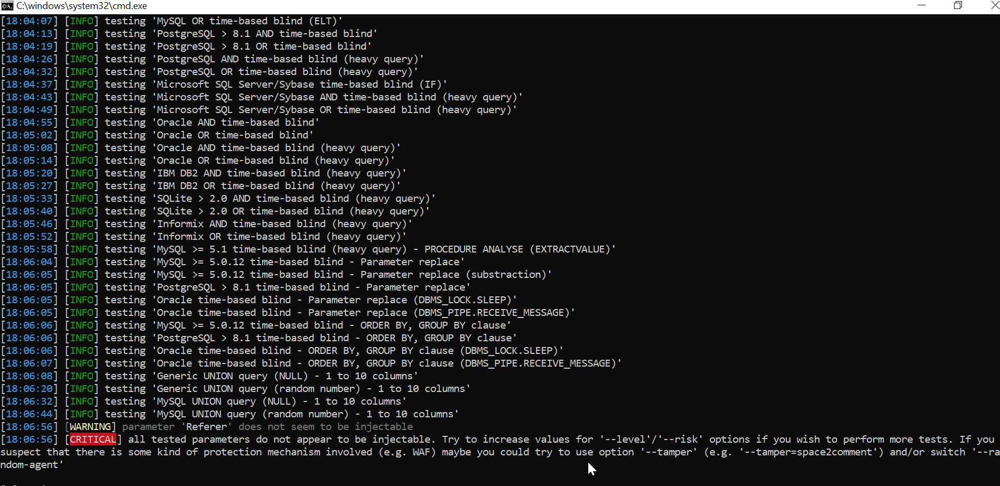 C:\windows\system32\cmd.exe
[18:04:07] [INFO] testing 'MySQL OR time-based blind (ELT)'
[18:04:13] [INFO] testing 'PostgreSQL > 8.1 AND time-based blind'
[18:04:19] [INFO] testing 'PostgreSQL > 8.1 OR time-based blind'
[18:04:26] [INFO] testing 'PostgreSQL AND time-based blind (heavy query)'
[18:04:32] [INFO] testing 'PostgreSQL OR time-based blind (heavy query)'
[18:04:37] [INFO] testing 'Microsoft SQL Server/Sybase time-based blind (IF)'
[18:04:43] [INFO] testing 'Microsoft SQL Server/Sybase AND time-based blind (heavy query)'
[18:04:49] [INFO] testing 'Microsoft SQL Server/Sybase OR time-based blind (heavy query)'
[18:04:55] [INFO] testing 'Oracle AND time-based blind'
[18:05:02] [INFO] testing 'Oracle OR time-based blind'
[18:05:08] [INFO] testing 'Oracle AND time-based blind (heavy query)'
[18:05:14] [INFO] testing 'Oracle OR time-based blind (heavy query)'
[18:05:20] [INFO] testing 'IBM DB2 AND time-based blind (heavy query)'
[18:05:27] [INFO] testing 'IBM DB2 OR time-based blind (heavy query)'
[18:05:33] [INFO] testing 'SQLite > 2.0 AND time-based blind (heavy query)'
[18:05:40] [INFO] testing 'SQLite > 2.0 OR time-based blind (heavy query)'
[18:05:46] [INFO] testing 'Informix AND time-based blind (heavy query)'
[18:05:52] [INFO] testing 'Informix OR time-based blind (heavy query)'
[18:05:58] [INFO] testing 'MySQL >= 5.1 time-based blind (heavy query) - PROCEDURE ANALYSE (EXTRACTVALUE)'
[18:06:04] [INFO] testing 'MySQL >= 5.0.12 time-based blind - Parameter replace'
[18:06:05] [INFO] testing 'MySQL >= 5.0.12 time-based blind - Parameter replace (substraction)'
[18:06:05] [INFO] testing 'PostgreSQL > 8.1 time-based blind - Parameter replace'
[18:06:05] [INFO] testing 'Oracle time-based blind - Parameter replace (DBMS_LOCK.SLEEP)'
[18:06:05] [INFO] testing 'Oracle time-based blind - Parameter replace (DBMS_PIPE.RECEIVE_MESSAGE)'
[18:06:06] [INFO] testing 'MySQL >= 5.0.12 time-based blind - ORDER BY, GROUP BY clause'
[18:06:06] [INFO] testing 'PostgreSQL > 8.1 time-based blind - ORDER BY, GROUP BY clause'
[18:06:06] [INFO] testing 'Oracle time-based blind - ORDER BY, GROUP BY clause (DBMS_LOCK.SLEEP)'
[18:06:07] [INFO] testing 'Oracle time-based blind - ORDER BY, GROUP BY clause (DBMS_PIPE.RECEIVE_MESSAGE)'
[18:06:08] [INFO] testing 'Generic UNION query (NULL) - 1 to 10 columns'
[18:06:20] [INFO] testing 'Generic UNION query (random number) - 1 to 10 columns'
[18:06:32] [INFO] testing 'MySQL UNION query (NULL) - 1 to 10 columns'
[18:06:44] [INFO] testing 'MySQL UNION query (random number) - 1 to 10 columns'
[18:06:56] [WARNING] parameter 'Referer' does not seem to be injectable
[18:06:56] [CRITICAL] all tested parameters do not appear to be injectable. Try to increase values for '--level'/'--risk' options if you wish to perform more tests. If you
suspect that there is some kind of protection mechanism involved (e.g. WAF) maybe you could try to use option '--tamper' (e.g. '--tamper=space2comment') and/or switch '--ra
ndom-agent'